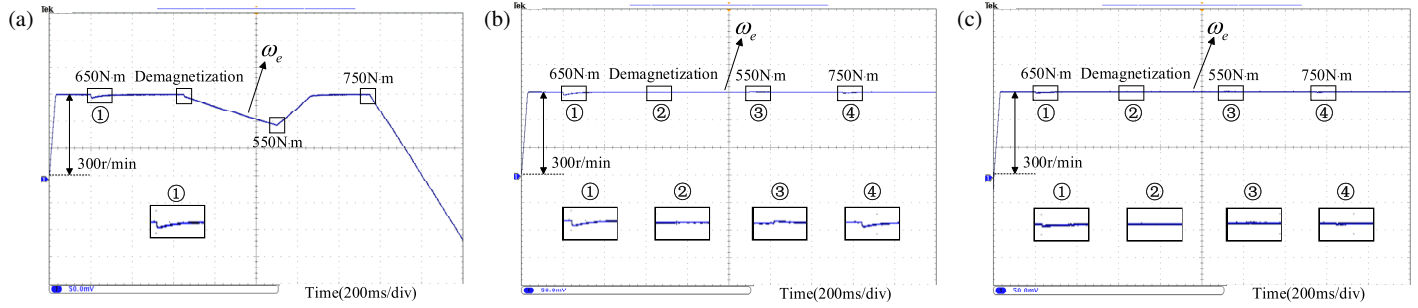 (a)
Tek
ωe
650N·m Demagnetization 750N·m
①
550N·m
300r/min
①
50.0mV
Time(200ms/div)
(b)
Tek
ωe
650N·m Demagnetization 550N·m 750N·m
① ② ③ ④
300r/min
① ② ③ ④
50.0mV
Time(200ms/div)
(c)
Tek
ωe
650N·m Demagnetization 550N·m 750N·m
① ② ③ ④
300r/min
① ② ③ ④
50.0mV
Time(200ms/div)